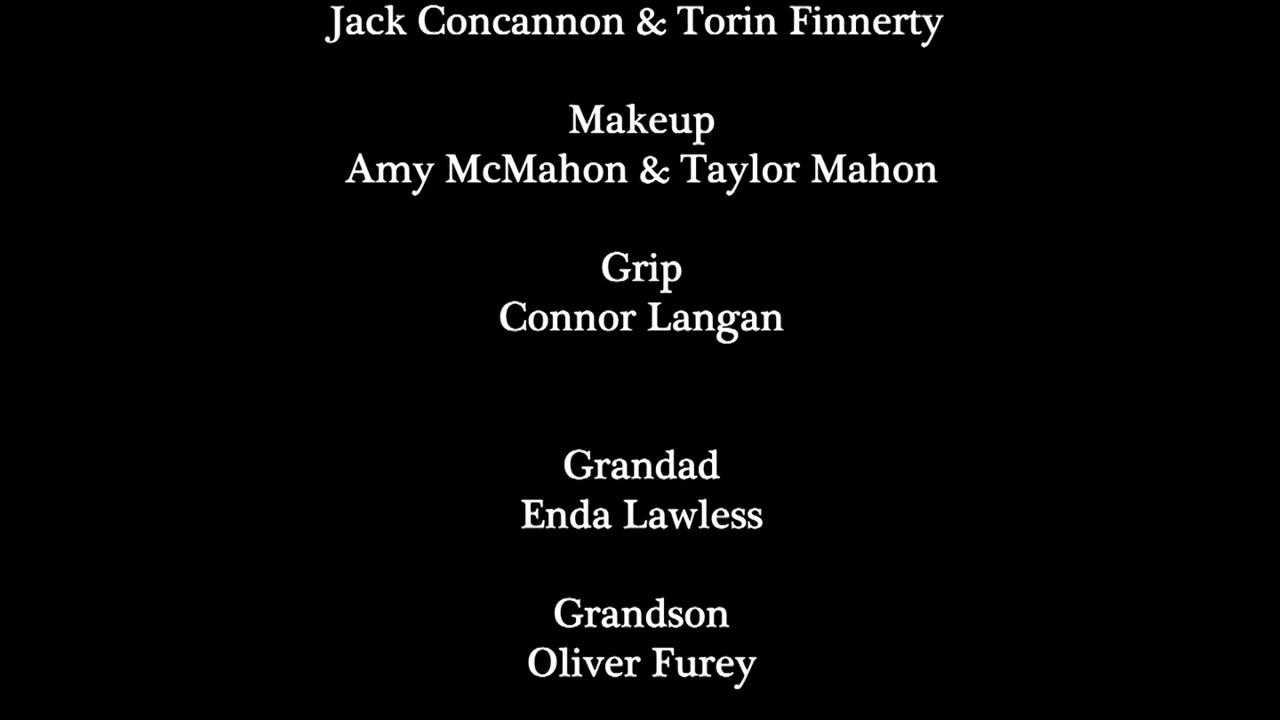 Jack Concannon & Torin Finnerty
Makeup
Amy McMahon & Taylor Mahon
Grip
Connor Langan
Grandad
Enda Lawless
Grandson
Oliver Furey